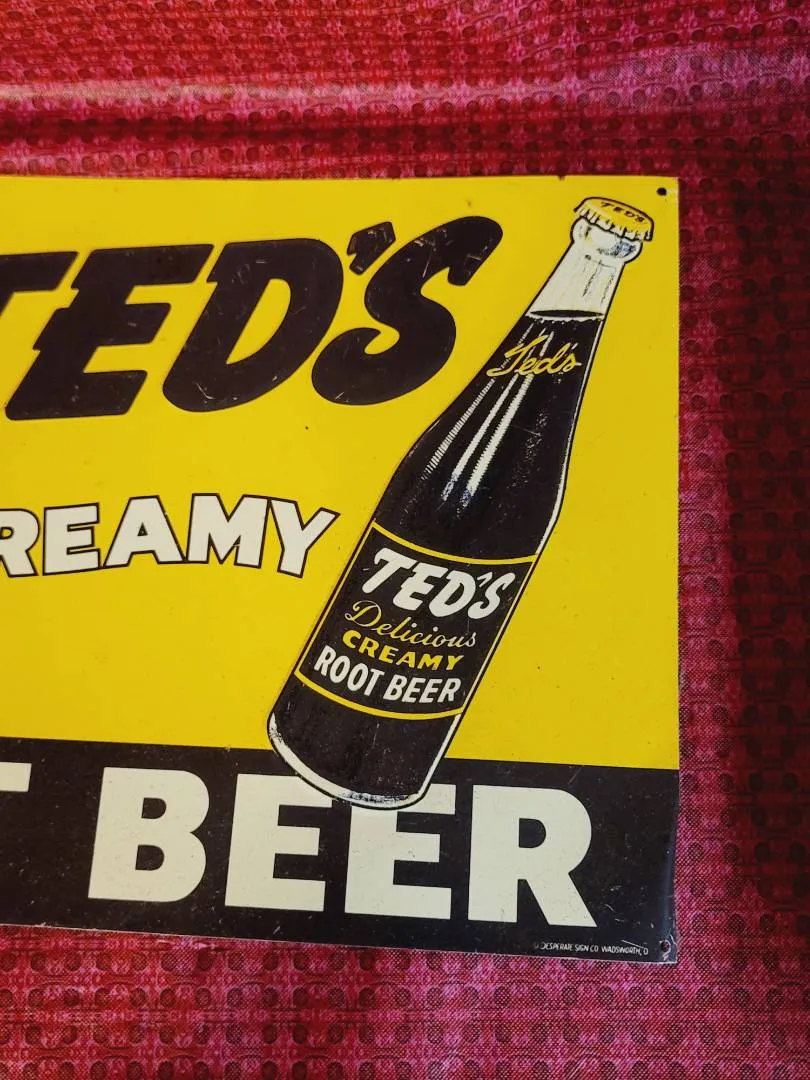 TED'S
TED'S
Ted's
REAMY
TED'S
Delicious
CREAMY
ROOT BEER
T BEER
DESPERATE SIGN CO. WADSWORTH, O